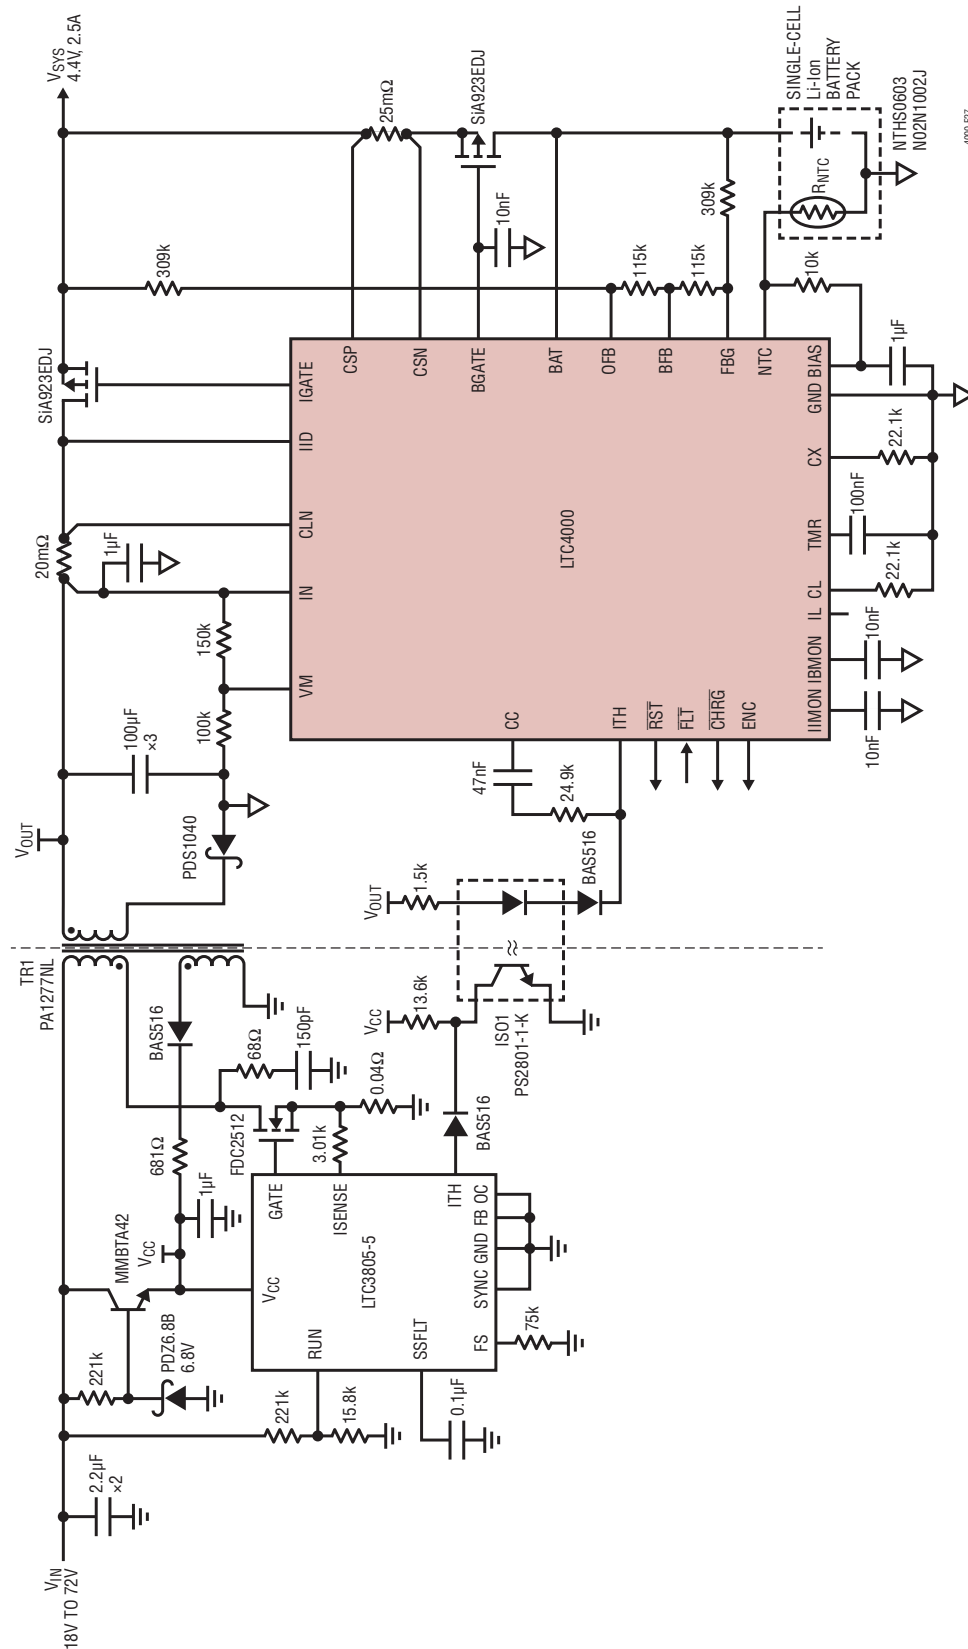 VIN
18V TO 72V
2.2µF
×2
221k
221k
15.8k
PDZ6.8B
6.8V
MMBTA42
VCC
1µF
681Ω
BAS516
TR1
PA1277NL
0.1µF
RUN
SSFLT
VCC
LTC3805-5
GATE
ISENSE
ITH
FS
SYNC
GND
FB
OC
75k
FDC2512
68Ω
150pF
3.01k
0.04Ω
BAS516
VCC
13.6k
ISO1
PS2801-1-K
VOUT
1.5k
BAS516
VOUT
PDS1040
100µF
×3
100k
150k
1µF
20mΩ
SiA923EDJ
309k
VSYS
4.4V, 2.5A
47nF
24.9k
CC
ITH
RST
FLT
CHRG
ENC
VM
IN
CLN
IID
IGATE
LTC4000
IIMON
IBMON
IL
CL
TMR
CX
GND
BIAS
CSP
CSN
BGATE
BAT
OFB
BFB
FBG
NTC
10nF
10nF
22.1k
100nF
22.1k
1µF
25mΩ
SiA923EDJ
10nF
115k
115k
309k
10k
RNTC
SINGLE-CELL
Li-Ion
BATTERY
PACK
NTHS0603
N02N1002J
4000 F27